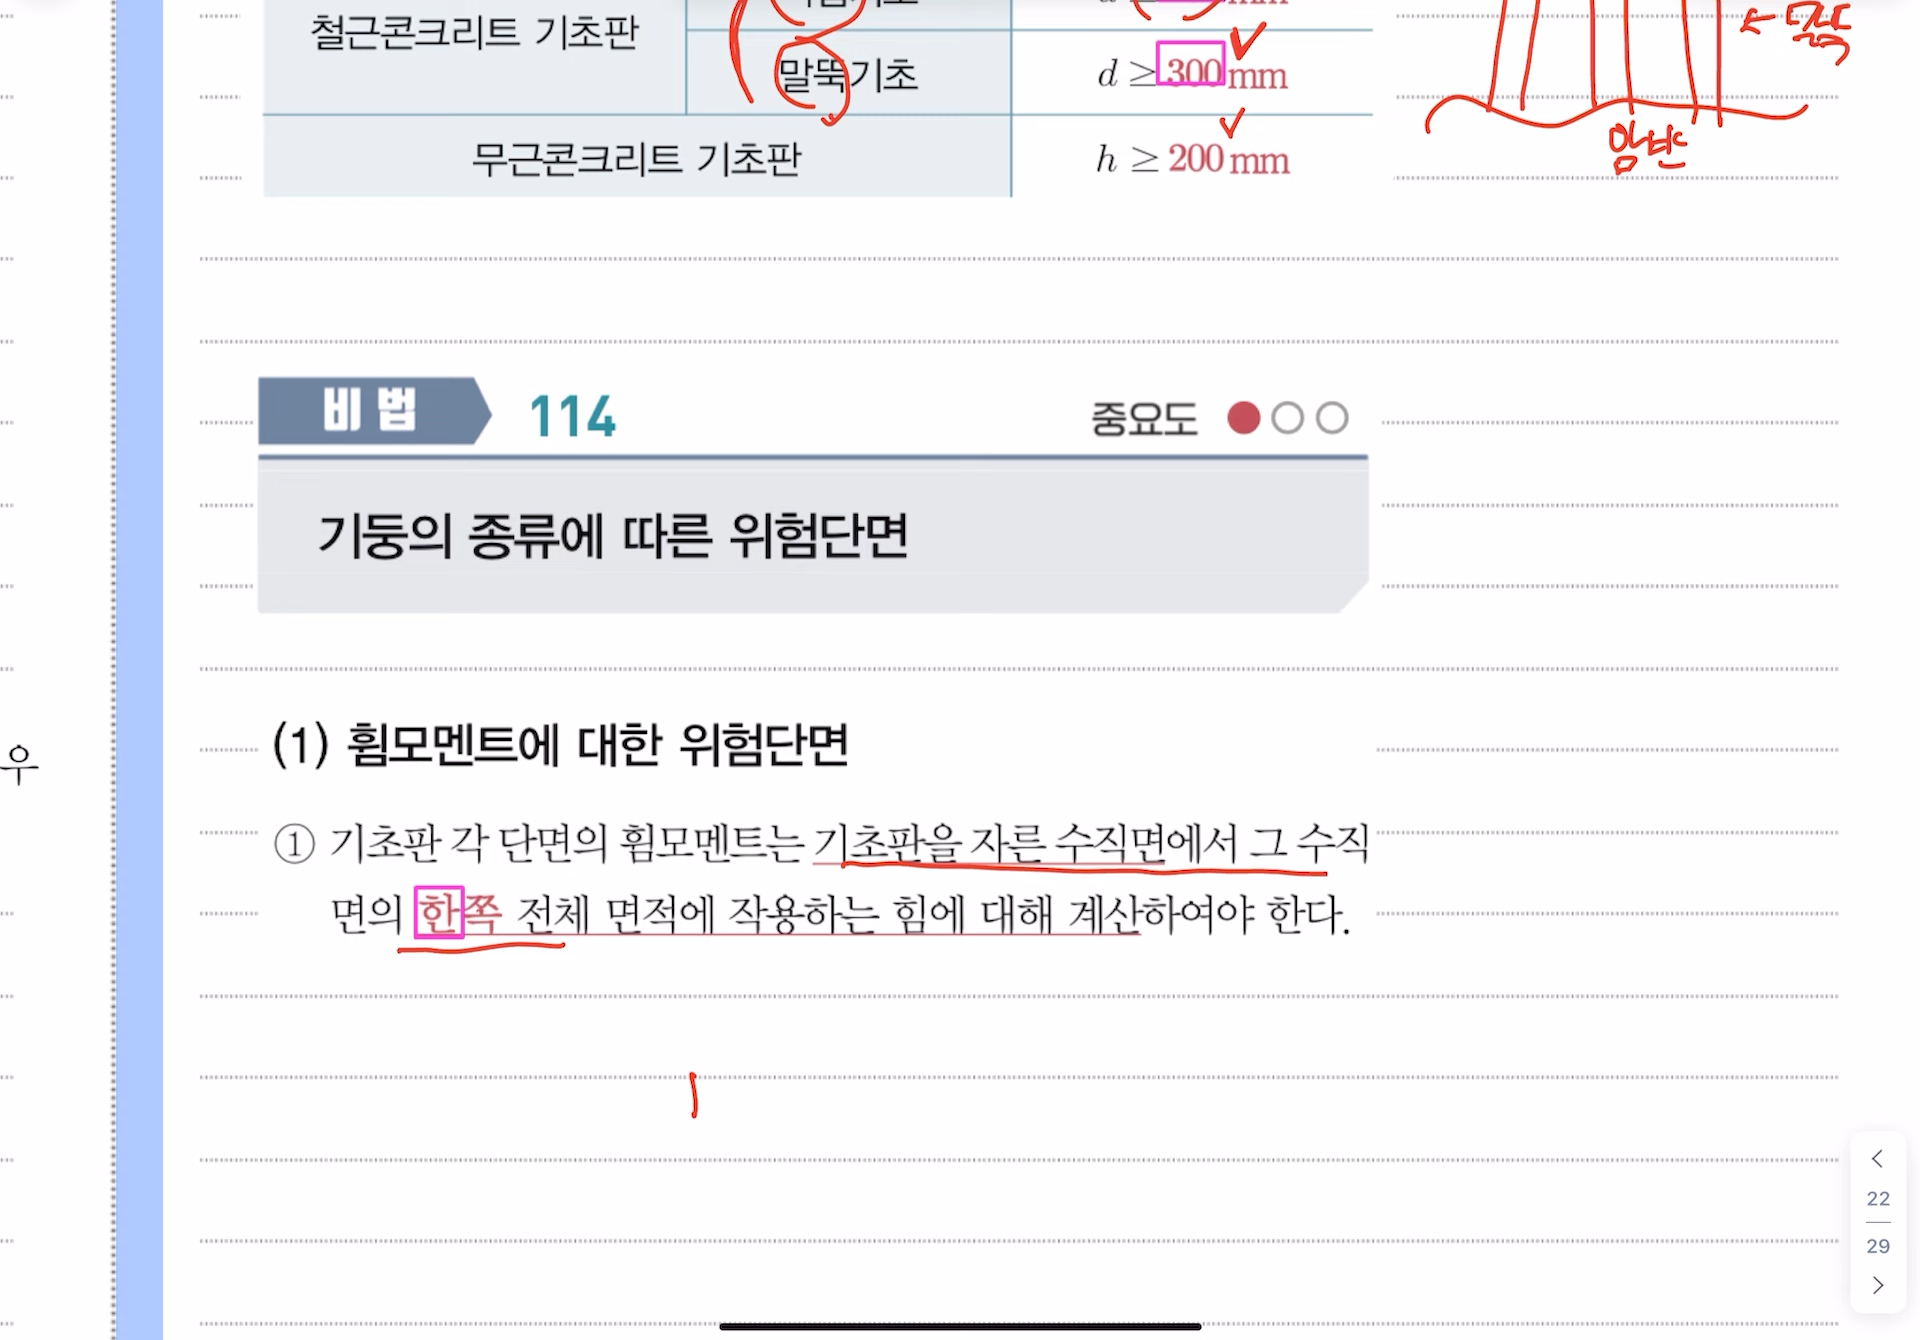 철근콘크리트 기초판
말뚝기초
d ≥ 300 mm
무근콘크리트 기초판
h ≥ 200 mm
말뚝
암반
비법 114
중요도
기둥의 종류에 따른 위험단면
우
(1) 휨모멘트에 대한 위험단면
① 기초판 각 단면의 휨모멘트는 기초판을 자른 수직면에서 그 수직
면의 한쪽 전체 면적에 작용하는 힘에 대해 계산하여야 한다.
22
29